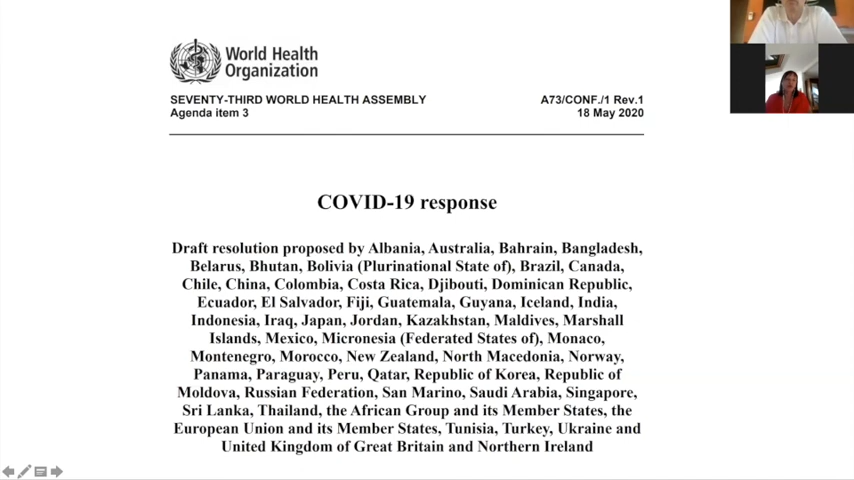 World Health
Organization
SEVENTY-THIRD WORLD HEALTH ASSEMBLY
A73/CONF./1 Rev.1
Agenda item 3
18 May 2020
COVID-19 response
Draft resolution proposed by Albania, Australia, Bahrain, Bangladesh,
Belarus, Bhutan, Bolivia (Plurinational State of), Brazil, Canada,
Chile, China, Colombia, Costa Rica, Djibouti, Dominican Republic,
Ecuador, El Salvador, Fiji, Guatemala, Guyana, Iceland, India,
Indonesia, Iraq, Japan, Jordan, Kazakhstan, Maldives, Marshall
Islands, Mexico, Micronesia (Federated States of), Monaco,
Montenegro, Morocco, New Zealand, North Macedonia, Norway,
Panama, Paraguay, Peru, Qatar, Republic of Korea, Republic of
Moldova, Russian Federation, San Marino, Saudi Arabia, Singapore,
Sri Lanka, Thailand, the African Group and its Member States, the
European Union and its Member States, Tunisia, Turkey, Ukraine and
United Kingdom of Great Britain and Northern Ireland